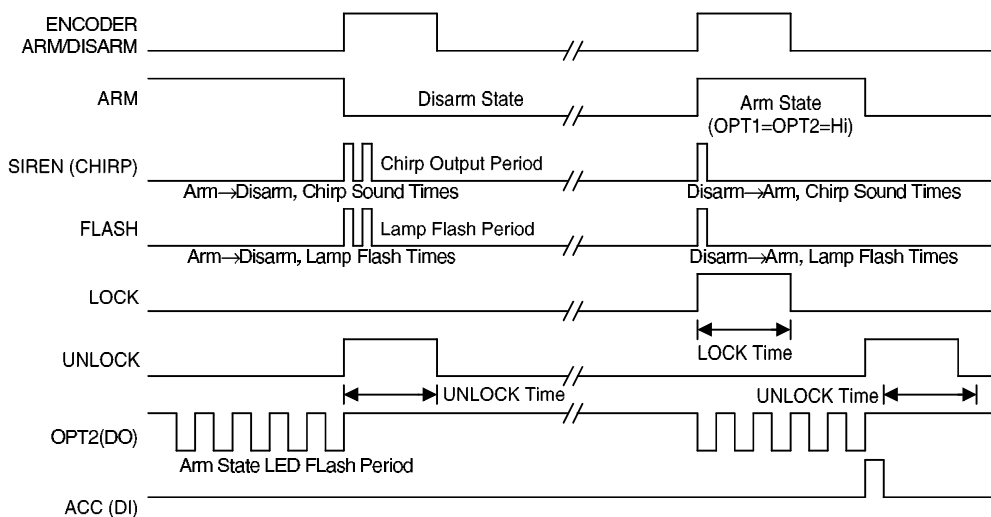 ENCODER
ARM/DISARM
ARM
Disarm State
Arm State
(OPT1=OPT2=Hi)
SIREN (CHIRP)
Chirp Output Period
Arm→Disarm, Chirp Sound Times
Disarm→Arm, Chirp Sound Times
FLASH
Lamp Flash Period
Arm→Disarm, Lamp Flash Times
Disarm→Arm, Lamp Flash Times
LOCK
LOCK Time
UNLOCK
UNLOCK Time
UNLOCK Time
OPT2(DO)
Arm State LED FLash Period
ACC (DI)